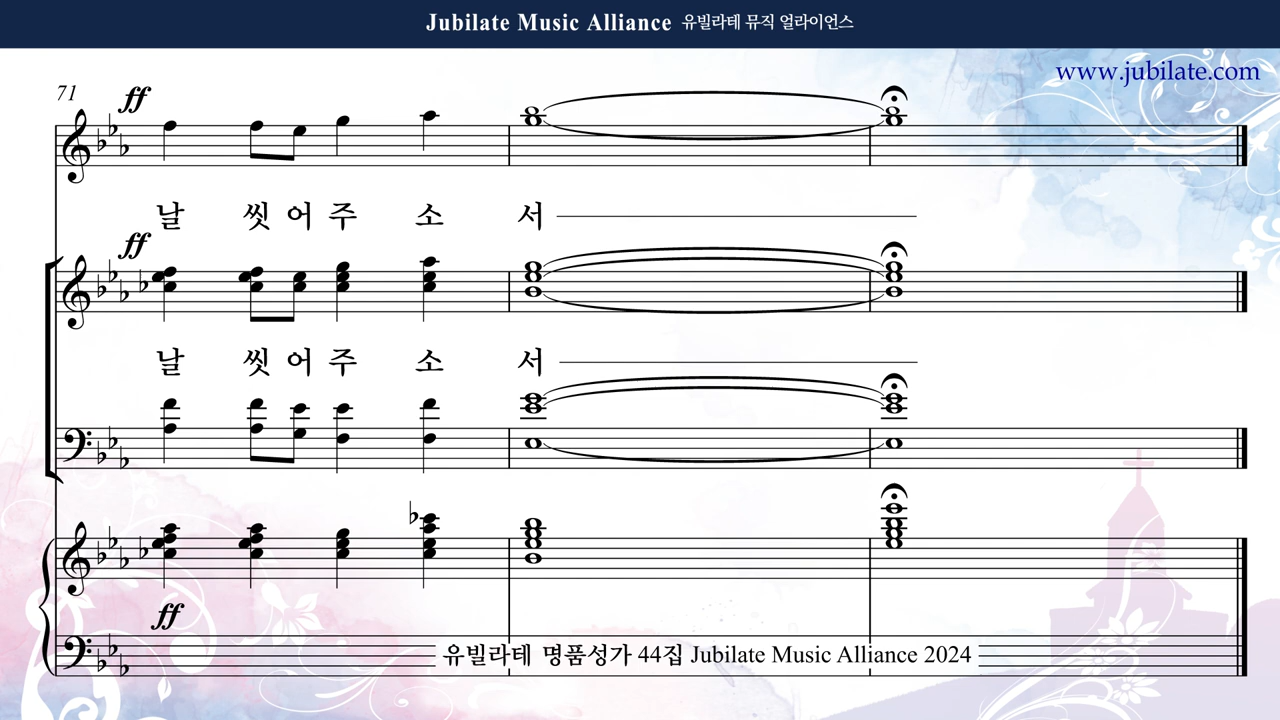 Jubilate Music Alliance 유빌라테 뮤직 얼라이언스
www.jubilate.com
71 ff
날 씻 어 주 소 서
ff
날 씻 어 주 소 서
ff
유빌라테 명품성가 44집 Jubilate Music Alliance 2024